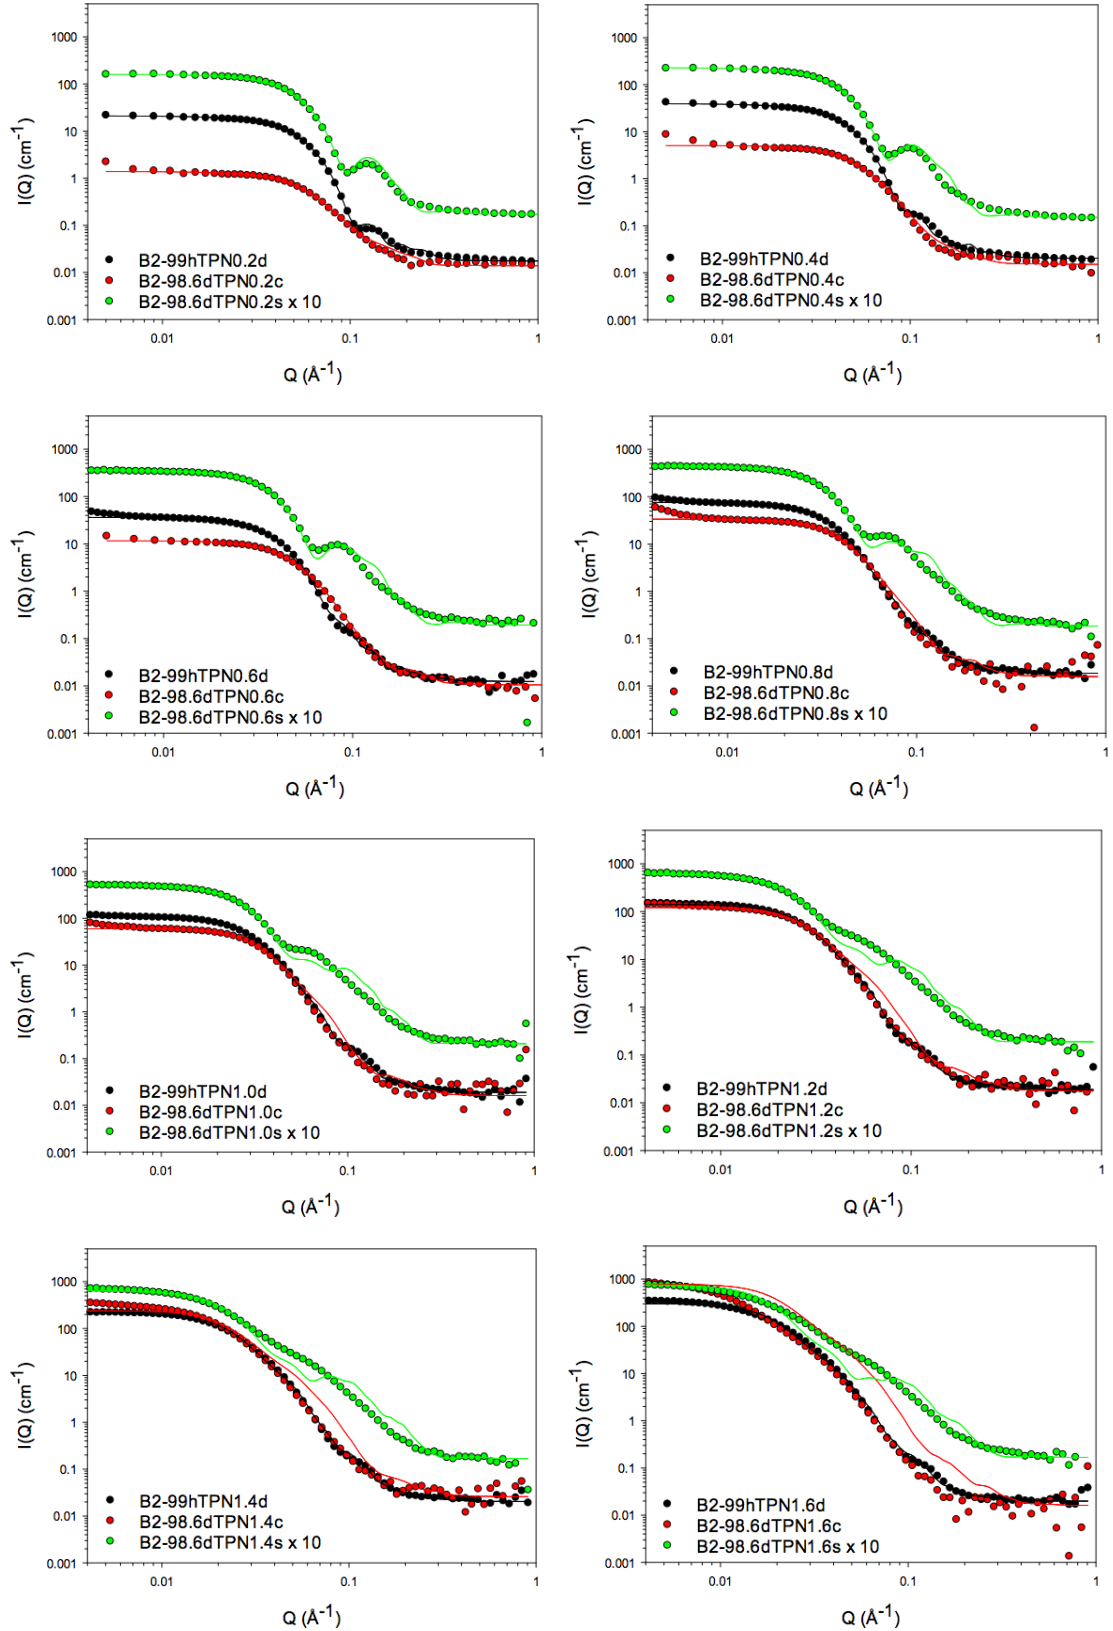 1000
100
10
1
0.1
0.01
0.001
I(Q) (cm⁻¹)
B2-99hTPN0.2d
B2-98.6dTPN0.2c
B2-98.6dTPN0.2s x 10
0.01 0.1 1
Q (Å⁻¹)
1000
100
10
1
0.1
0.01
0.001
I(Q) (cm⁻¹)
B2-99hTPN0.4d
B2-98.6dTPN0.4c
B2-98.6dTPN0.4s x 10
0.01 0.1 1
Q (Å⁻¹)
1000
100
10
1
0.1
0.01
0.001
I(Q) (cm⁻¹)
B2-99hTPN0.6d
B2-98.6dTPN0.6c
B2-98.6dTPN0.6s x 10
0.01 0.1 1
Q (Å⁻¹)
1000
100
10
1
0.1
0.01
0.001
I(Q) (cm⁻¹)
B2-99hTPN0.8d
B2-98.6dTPN0.8c
B2-98.6dTPN0.8s x 10
0.01 0.1 1
Q (Å⁻¹)
1000
100
10
1
0.1
0.01
0.001
I(Q) (cm⁻¹)
B2-99hTPN1.0d
B2-98.6dTPN1.0c
B2-98.6dTPN1.0s x 10
0.01 0.1 1
Q (Å⁻¹)
1000
100
10
1
0.1
0.01
0.001
I(Q) (cm⁻¹)
B2-99hTPN1.2d
B2-98.6dTPN1.2c
B2-98.6dTPN1.2s x 10
0.01 0.1 1
Q (Å⁻¹)
1000
100
10
1
0.1
0.01
0.001
I(Q) (cm⁻¹)
B2-99hTPN1.4d
B2-98.6dTPN1.4c
B2-98.6dTPN1.4s x 10
0.01 0.1 1
Q (Å⁻¹)
1000
100
10
1
0.1
0.01
0.001
I(Q) (cm⁻¹)
B2-99hTPN1.6d
B2-98.6dTPN1.6c
B2-98.6dTPN1.6s x 10
0.01 0.1 1
Q (Å⁻¹)